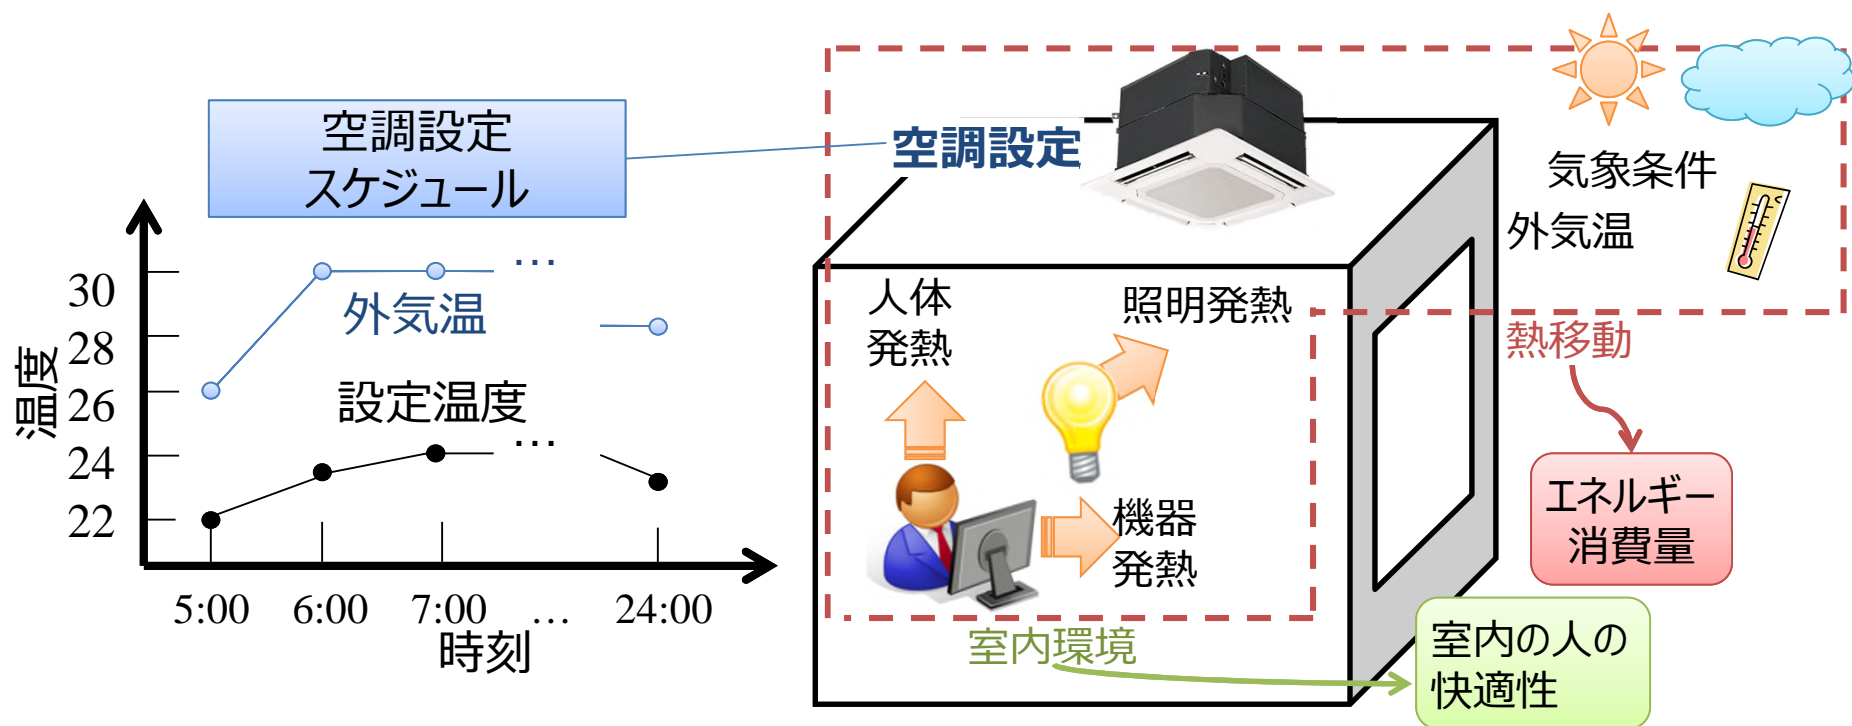 空調設定
スケジュール
30
28
26
24
22
温度
外気温
…
設定温度
…
5:00 6:00 7:00 … 24:00
時刻
空調設定
気象条件
外気温
人体
発熱
照明発熱
機器
発熱
熱移動
エネルギー
消費量
室内環境
室内の人の
快適性